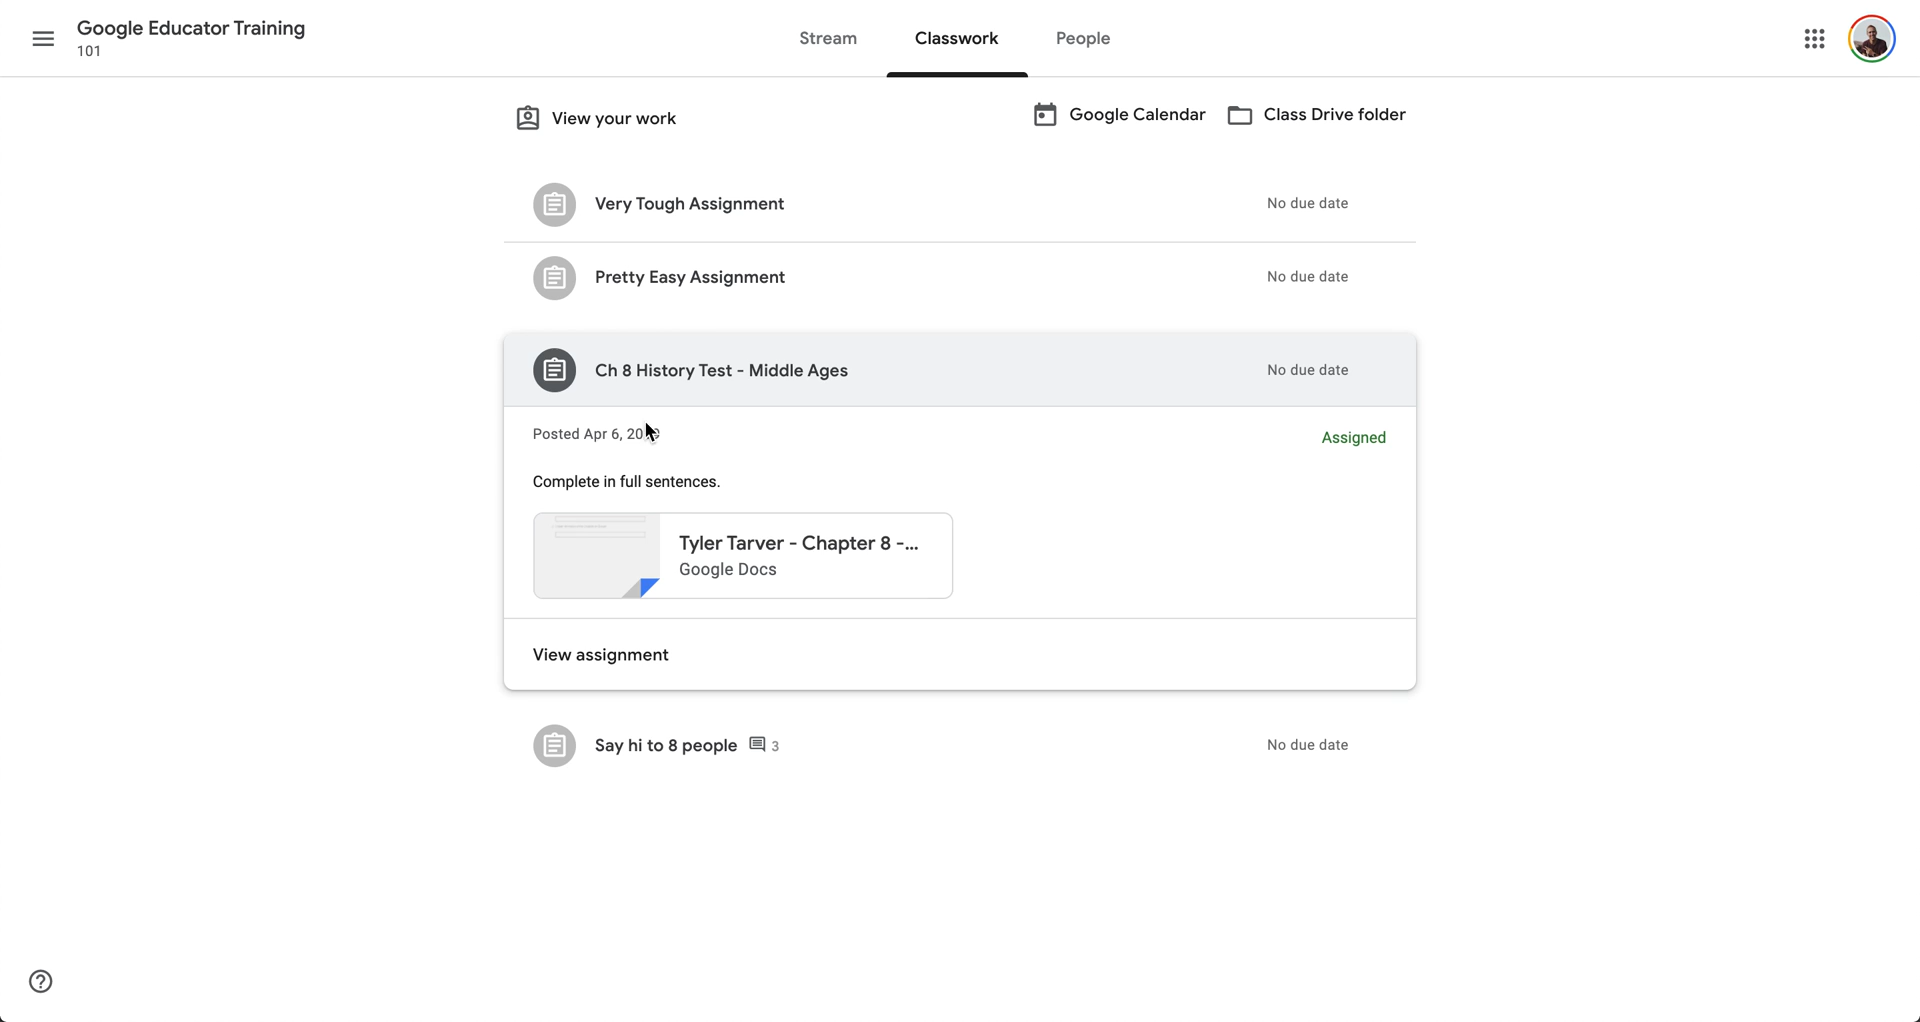 Google Educator Training
101
Stream
Classwork
People
View your work
Google Calendar
Class Drive folder
Very Tough Assignment
No due date
Pretty Easy Assignment
No due date
Ch 8 History Test - Middle Ages
No due date
Posted Apr 6,
Assigned
Complete in full sentences.
Tyler Tarver - Chapter 8 -...
Google Docs
View assignment
Say hi to 8 people
3
No due date